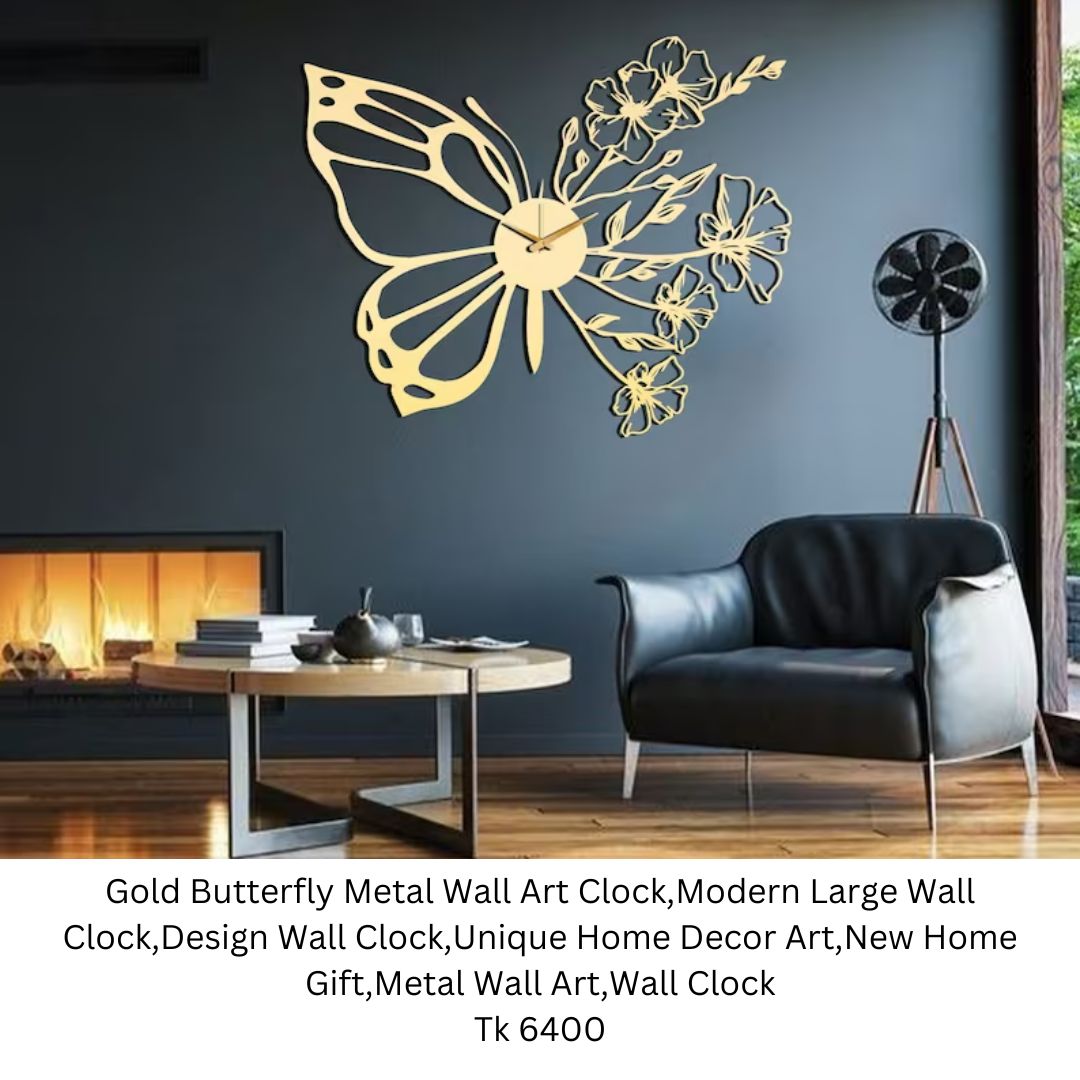 Gold Butterfly Metal Wall Art Clock,Modern Large Wall
Clock,Design Wall Clock,Unique Home Decor Art,New Home
Gift,Metal Wall Art,Wall Clock
Tk 6400